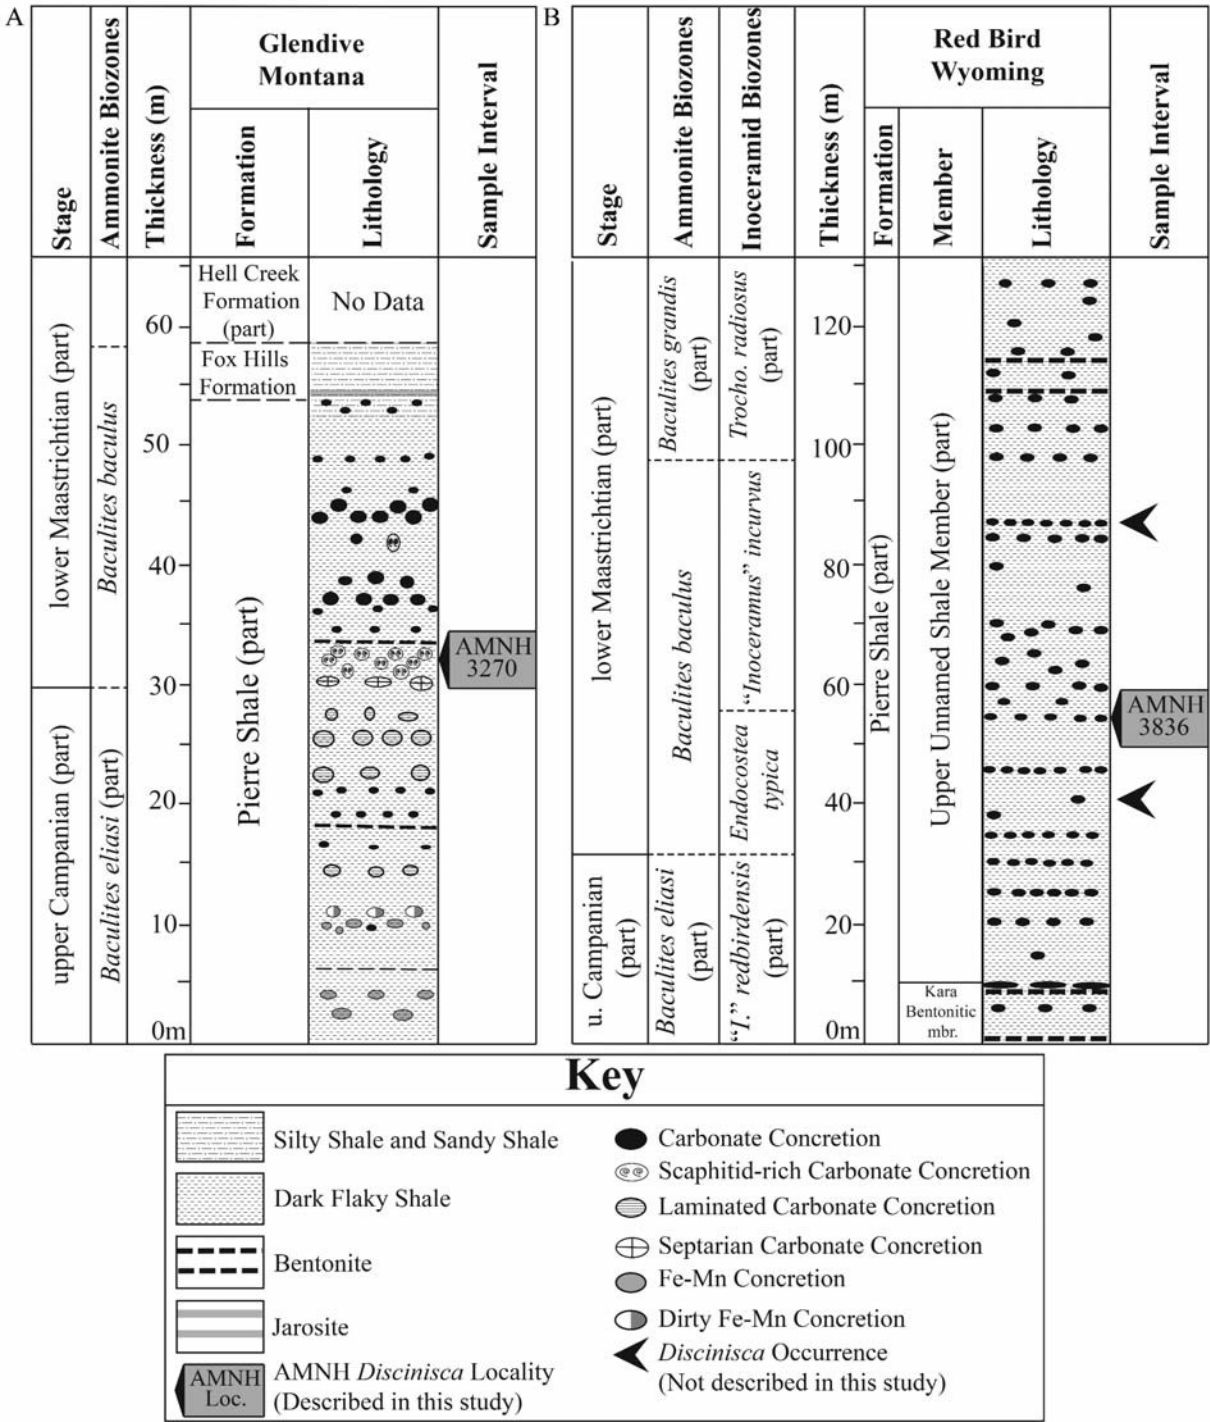 A
Stage
Ammonite Biozones
Thickness (m)
Glendive
Montana
Formation
Lithology
Sample Interval
lower Maastrichtian (part)
upper Campanian (part)
Baculites baculus
Baculites eliasi (part)
60
50
40
30
20
10
0m
Hell Creek
Formation
(part)
Fox Hills
Formation
Pierre Shale (part)
No Data
AMNH
3270
B
Stage
Ammonite Biozones
Inoceramid Biozones
Thickness (m)
Red Bird
Wyoming
Formation
Member
Lithology
Sample Interval
lower Maastrichtian (part)
u. Campanian
(part)
Baculites grandis
(part)
Baculites baculus
Baculites eliasi
(part)
Trocho. radiosus
(part)
“Inoceramus” incurvus
Endocostea
typica
“I.” redbirdensis
(part)
120
100
80
60
40
20
0m
Pierre Shale (part)
Upper Unnamed Shale Member (part)
Kara
Bentonitic
mbr.
AMNH
3836
Key
Silty Shale and Sandy Shale
Dark Flaky Shale
Bentonite
Jarosite
AMNH
Loc.
AMNH Discinisca Locality
(Described in this study)
Carbonate Concretion
Scaphitid-rich Carbonate Concretion
Laminated Carbonate Concretion
Septarian Carbonate Concretion
Fe-Mn Concretion
Dirty Fe-Mn Concretion
Discinisca Occurrence
(Not described in this study)